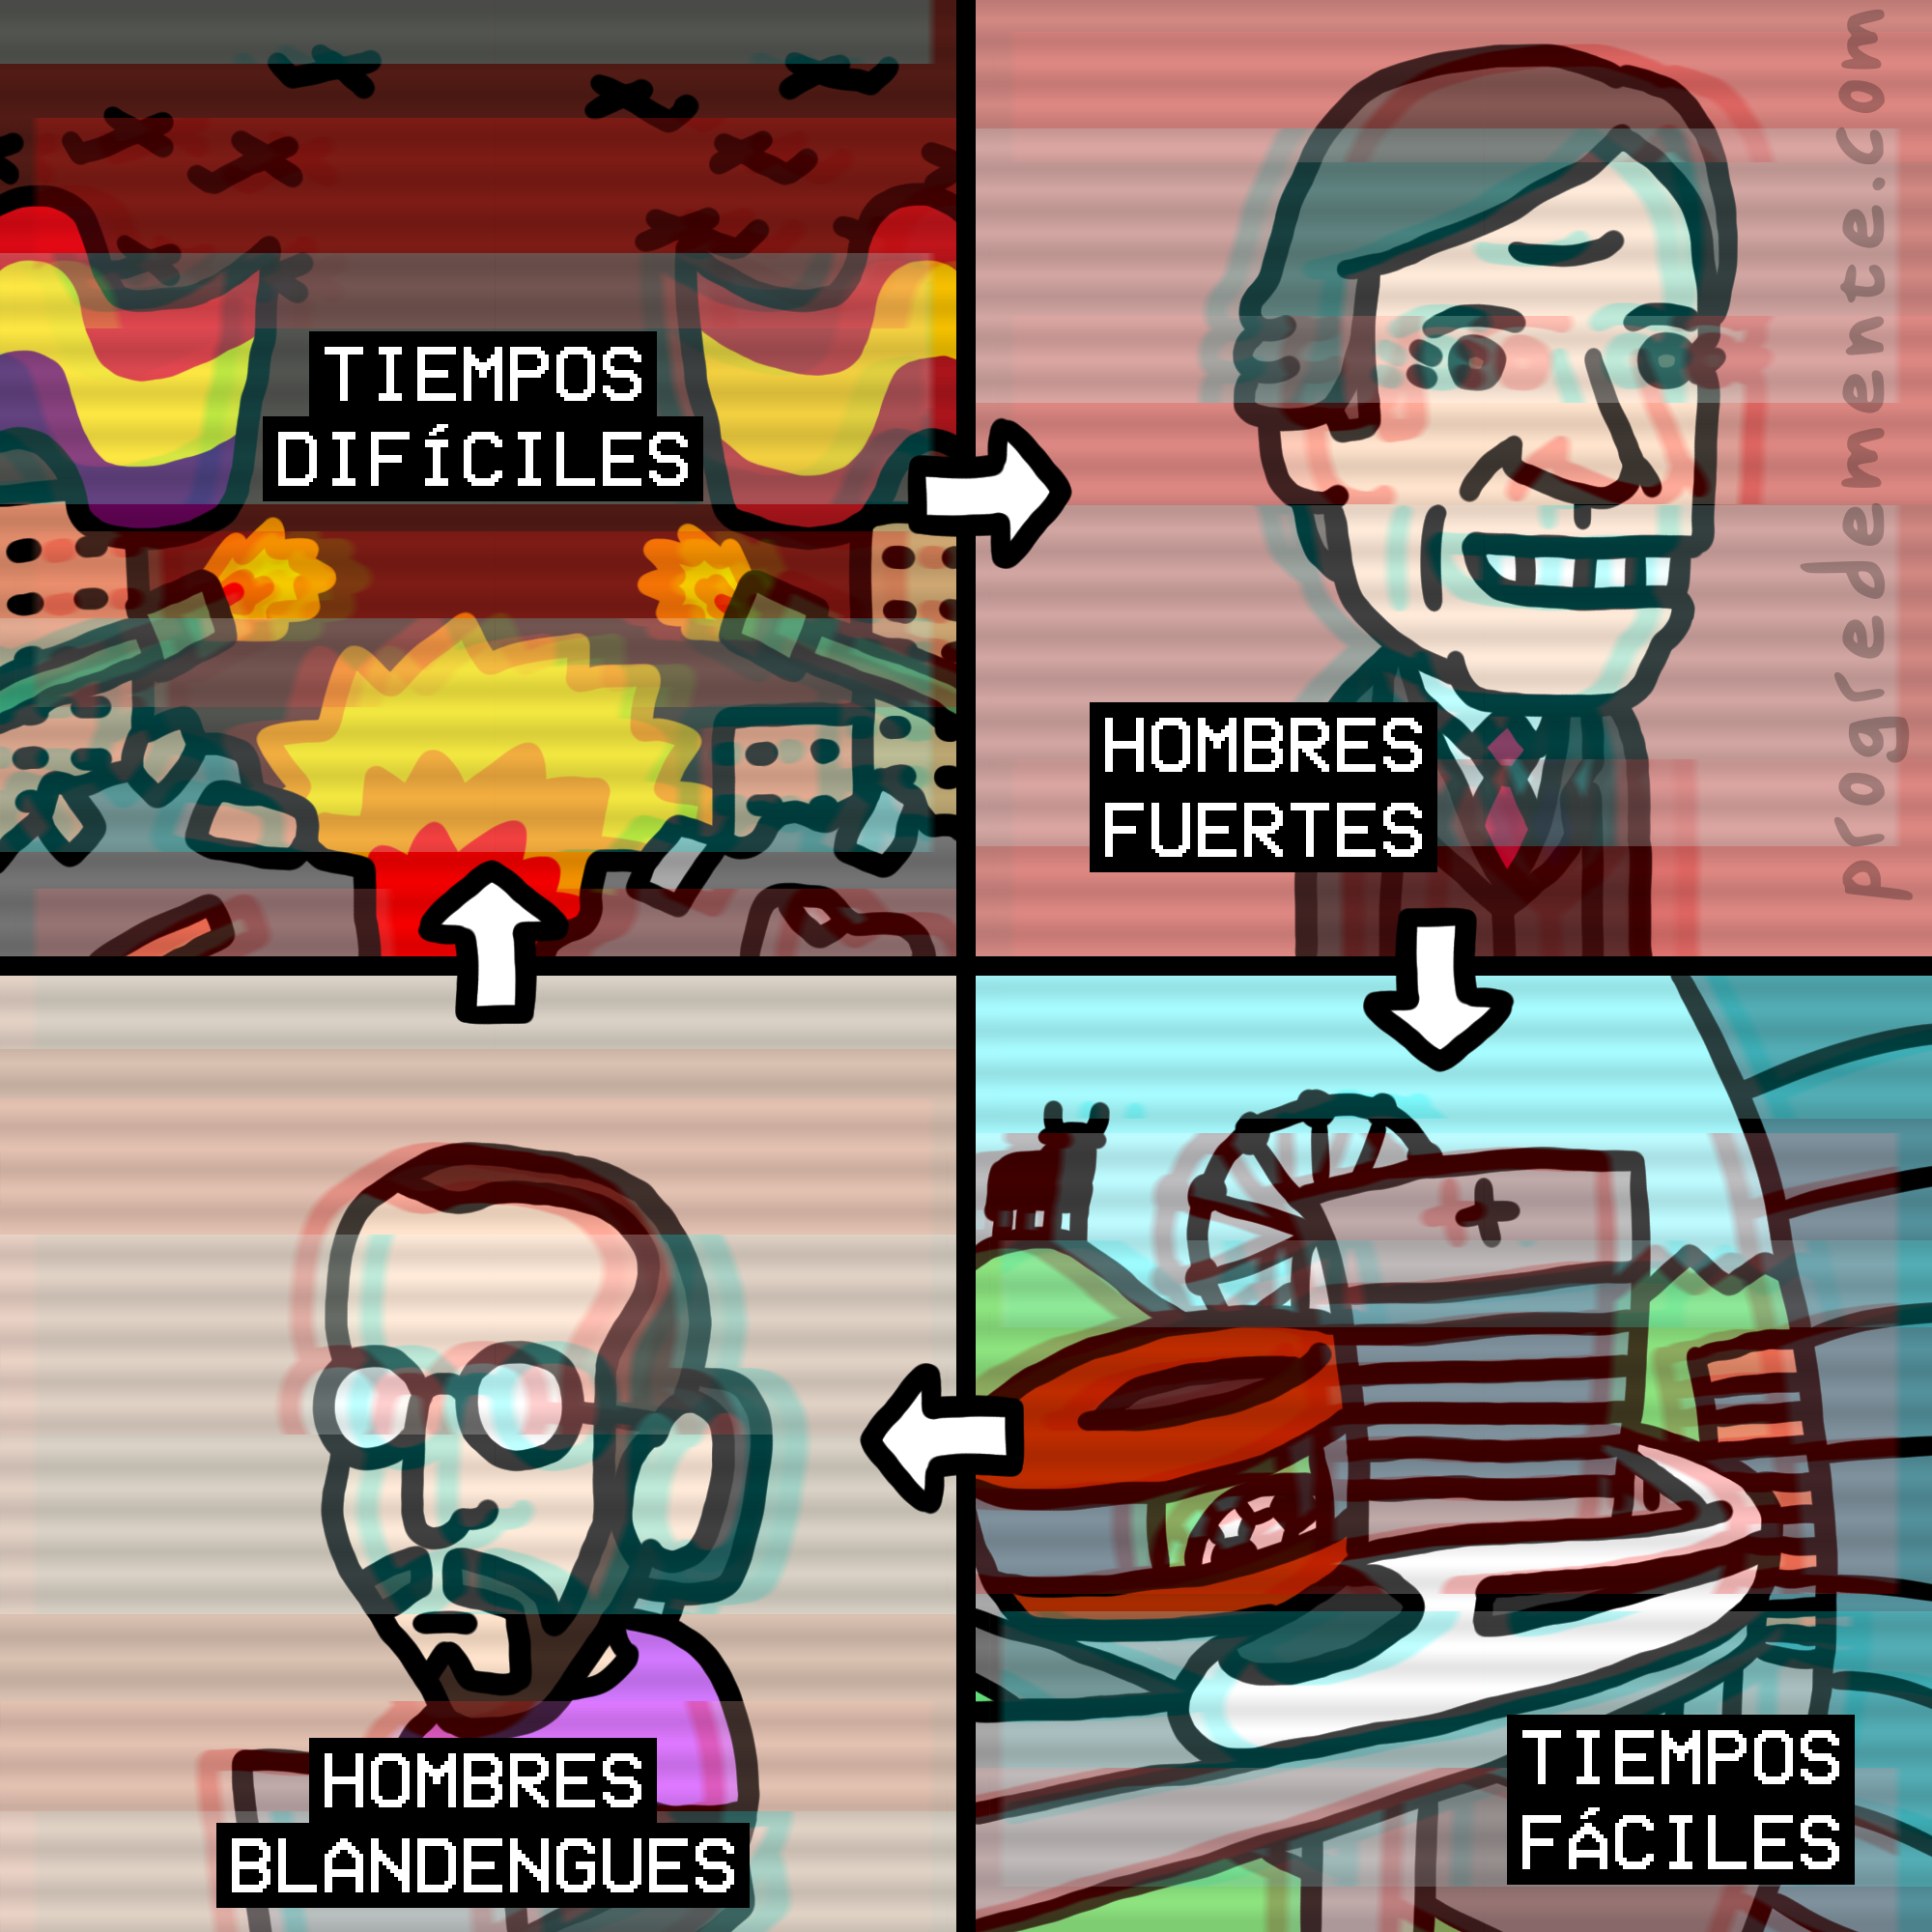 TIEMPOS
DIFÍCILES
HOMBRES
FUERTES
progredemente.com
HOMBRES
BLANDENGUES
TIEMPOS
FÁCILES